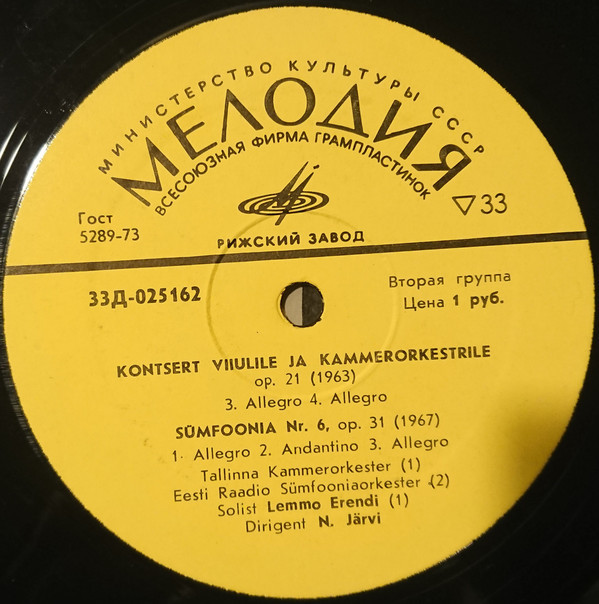 МИНИСТЕРСТВО КУЛЬТУРЫ СССР
МЕЛОДИЯ
ВСЕСОЮЗНАЯ ФИРМА ГРАМПЛАСТИНОК
Гост
5289-73
▽33
РИЖСКИЙ ЗАВОД
33Д-025162
Вторая группа
Цена 1 руб.
KONTSERT VIIULILE JA KAMMERORKESTRILE
op. 21 (1963)
3. Allegro 4. Allegro
SÜMFOONIA Nr. 6, op. 31 (1967)
1. Allegro 2. Andantino 3. Allegro
Tallinna Kammerorkester (1)
Eesti Raadio Sümfooniaorkester (2)
Solist Lemmo Erendi (1)
Dirigent N. Järvi